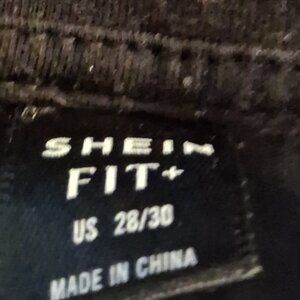 SHEIN
FIT+
US 28/30
MADE IN CHINA